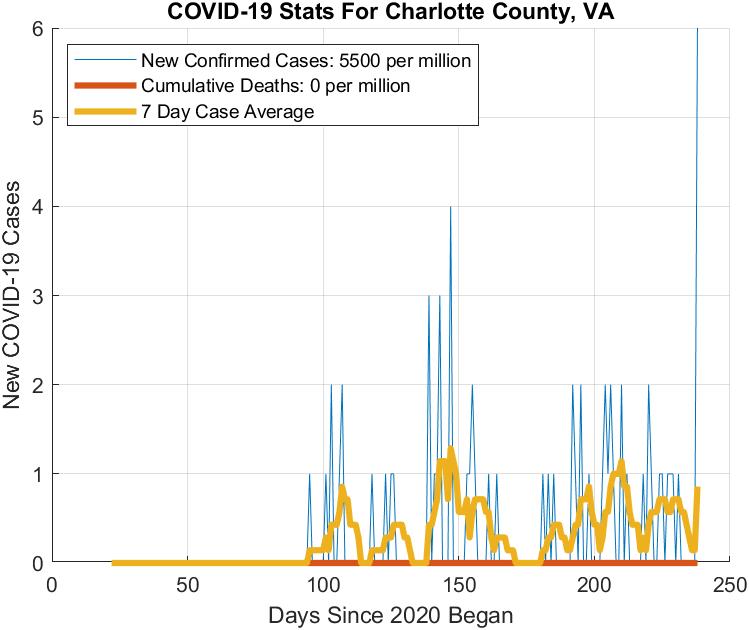 COVID-19 Stats For Charlotte County, VA
New Confirmed Cases: 5500 per million
Cumulative Deaths: 0 per million
7 Day Case Average
New COVID-19 Cases
6
5
4
3
2
1
0
0 50 100 150 200 250
Days Since 2020 Began